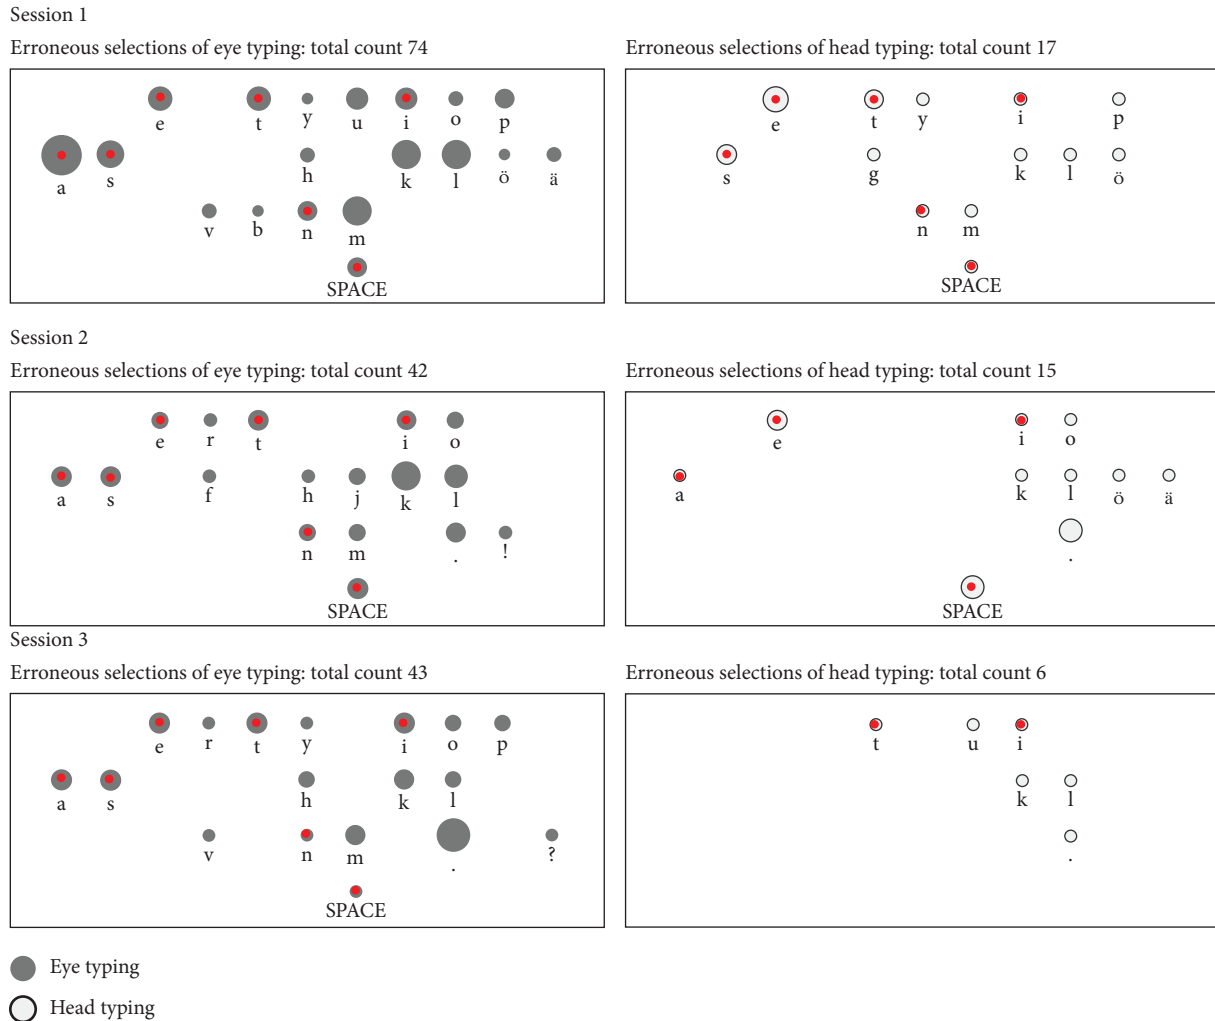 Session 1
Erroneous selections of eye typing: total count 74
e t y u i o p
a s h k l ö ä
v b n m
SPACE
Erroneous selections of head typing: total count 17
e t y i p
s g k l ö
n m
SPACE
Session 2
Erroneous selections of eye typing: total count 42
e r t i o
a s f h j k l
n m . !
SPACE
Erroneous selections of head typing: total count 15
e i o
a k l ö ä
.
SPACE
Session 3
Erroneous selections of eye typing: total count 43
e r t y i o p
a s h k l
v n m . ?
SPACE
Erroneous selections of head typing: total count 6
t u i
k l
.
Eye typing
Head typing